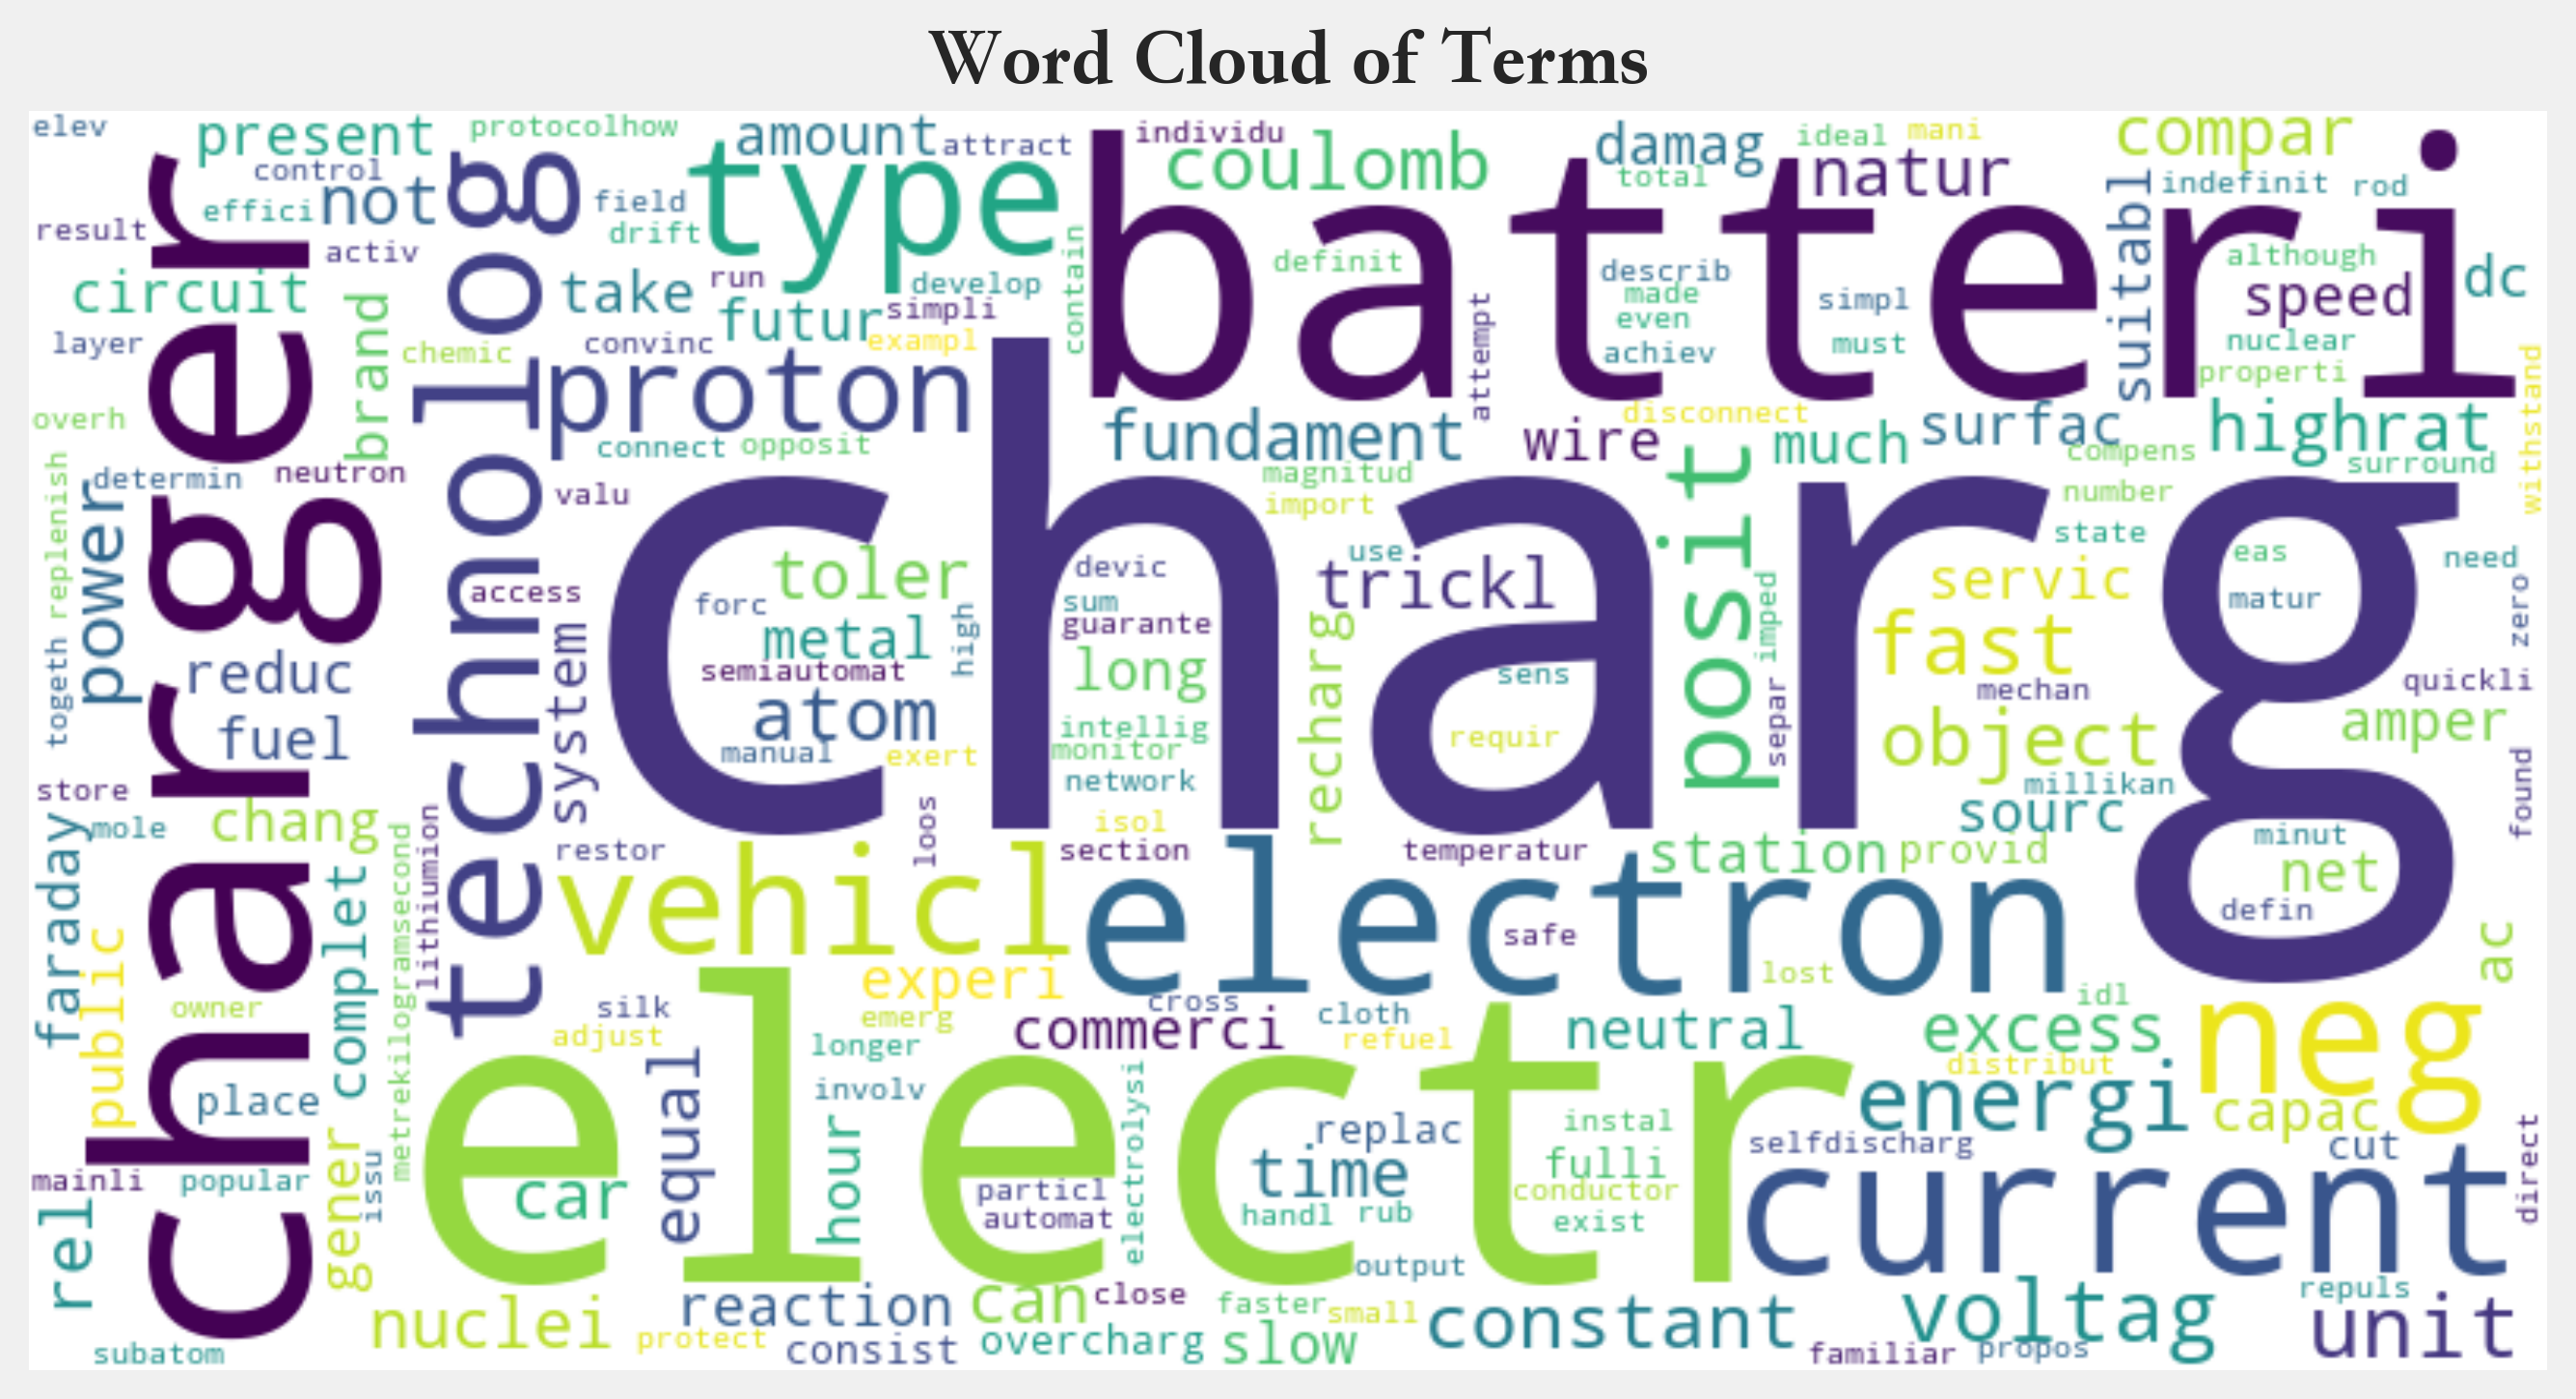 Word Cloud of Terms
elev
present
protocolhow
amount
attract
individu
coulomb
damag
ideal
mani
total
natur
compar
control
not
effici
result
activ
field
drift
type
batteri
suitabl
indefinit
rod
circuit
brand
take
run
develop
futur
simpli
contain
definit
describ
made
even
achiev
simpl
must
although
speed
dc
nuclear
properti
withstand
layer
chemic
convinc
exampl
attempt
charger
technolog
proton
overh
connect
opposit
fundament
wire
disconnect
much
surfac
highrat
compens
surround
determin
neutron
valu
magnitud
import
posit
number
state
charg
replenish
togeth
power
access
system
toler
forc
metal
high
semiautomat
atom
manual
exert
devic
sum
guarante
long
intellig
monitor
network
isol
use
trickl
recharg
sens
requir
imped
separ
servic
fast
mechan
object
millikan
sourc
eas
matur
need
zero
quickli
amper
found
reduc
fuel
store
chang
mole
faraday
public
complet
metrekilogramsecond
lithiumion
restor
loos
section
temperatur
station
provid
minut
net
defin
vehicl
electron
safe
lost
experi
ac
owner
silk
adjust
emerg
cross
commerci
cloth
refuel
neutral
idl
excess
distribut
neg
longer
involv
equal
electr
place
energi
capac
hour
electrolysi
replac
time
instal
fulli
conductor
exist
selfdischarg
cut
direct
mainli
popular
rel
gener
issu
car
particl
automat
handl
rub
current
output
nuclei
reaction
can
close
faster
small
constant
voltag
repuls
unit
subatom
protect
consist
overcharg
slow
familiar
propos